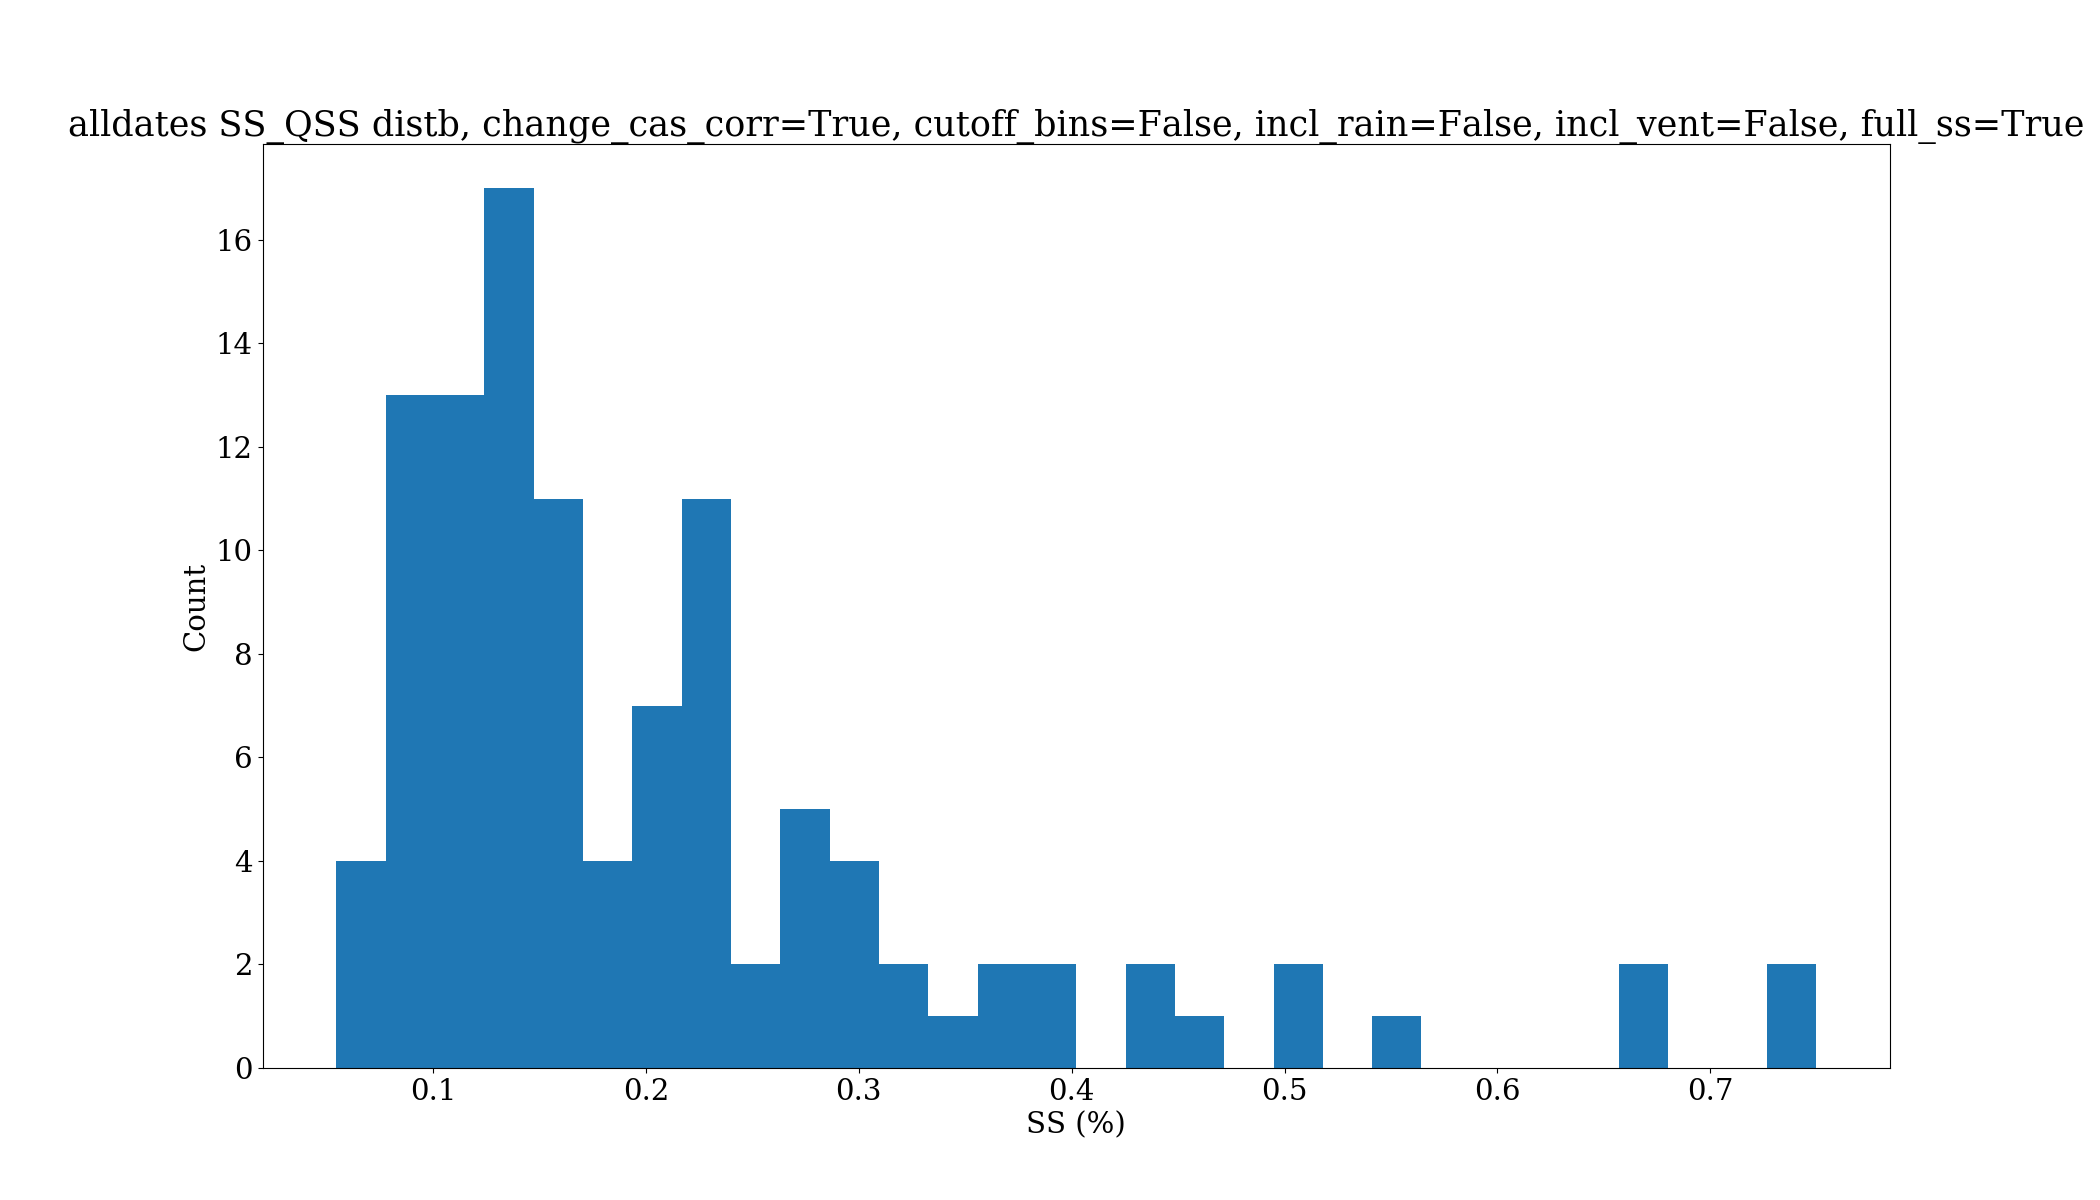 alldates SS_QSS distb, change_cas_corr=True, cutoff_bins=False, incl_rain=False, incl_vent=False, full_ss=True
16
14
12
10
8
6
4
2
0
Count
0.1 0.2 0.3 0.4 0.5 0.6 0.7
SS (%)